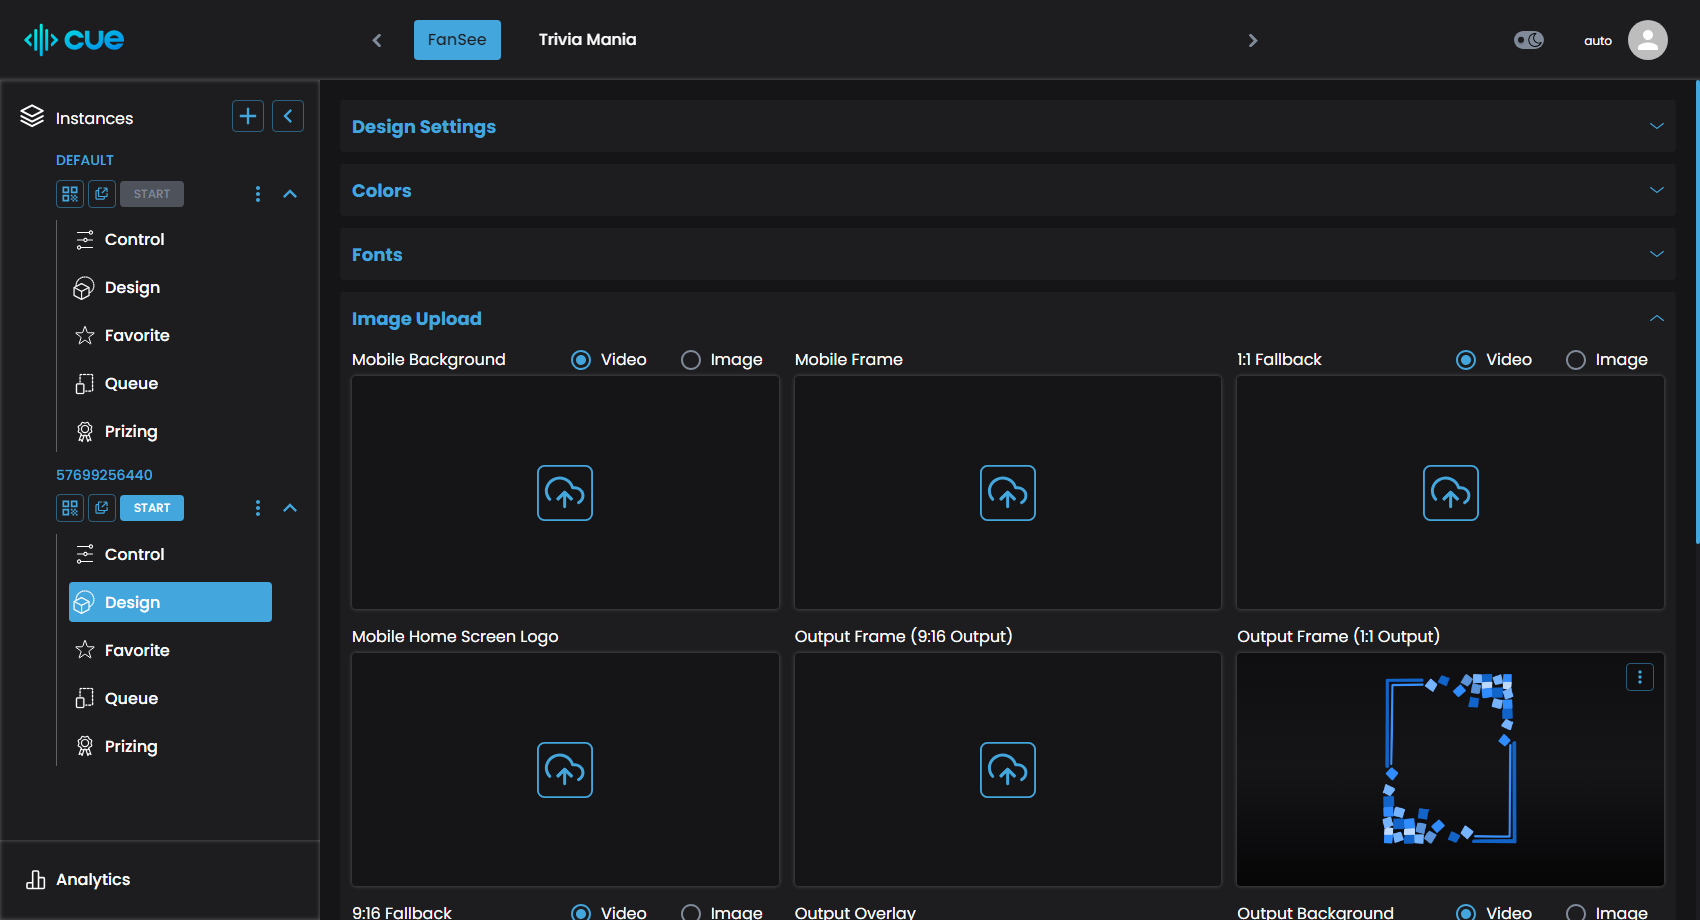 cue
FanSee
Trivia Mania
auto
Instances
DEFAULT
START
Control
Design
Favorite
Queue
Prizing
57699256440
START
Control
Design
Favorite
Queue
Prizing
Analytics
Design Settings
Colors
Fonts
Image Upload
Mobile Background Video Image
Mobile Frame
1:1 Fallback Video Image
Mobile Home Screen Logo
Output Frame (9:16 Output)
Output Frame (1:1 Output)
9:16 Fallback Video Image
Output Overlay
Output Background Video Image